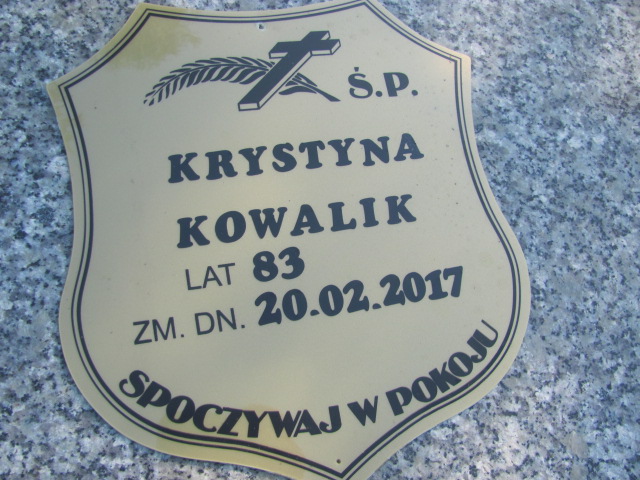 Ś.P.
KRYSTYNA
KOWALIK
LAT 83
ZM. DN. 20.02.2017
SPOCZYWAJ W POKOJU